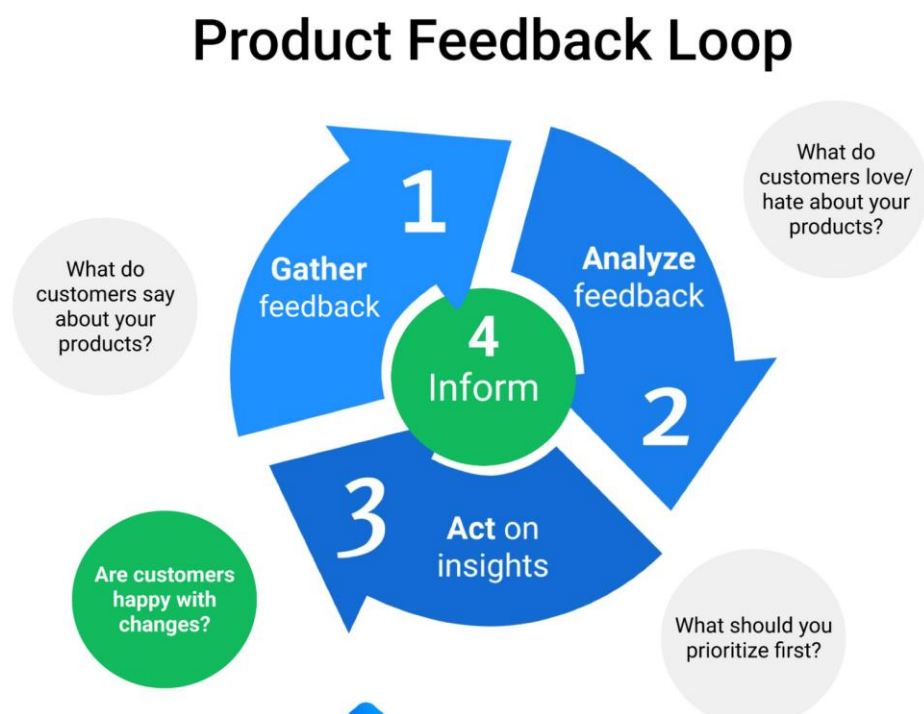 Product Feedback Loop
1
Gather
feedback
What do
customers say
about your
products?
Analyze
feedback
2
What do
customers love/
hate about your
products?
3
Act on
insights
What should you
prioritize first?
4
Inform
Are customers
happy with
changes?